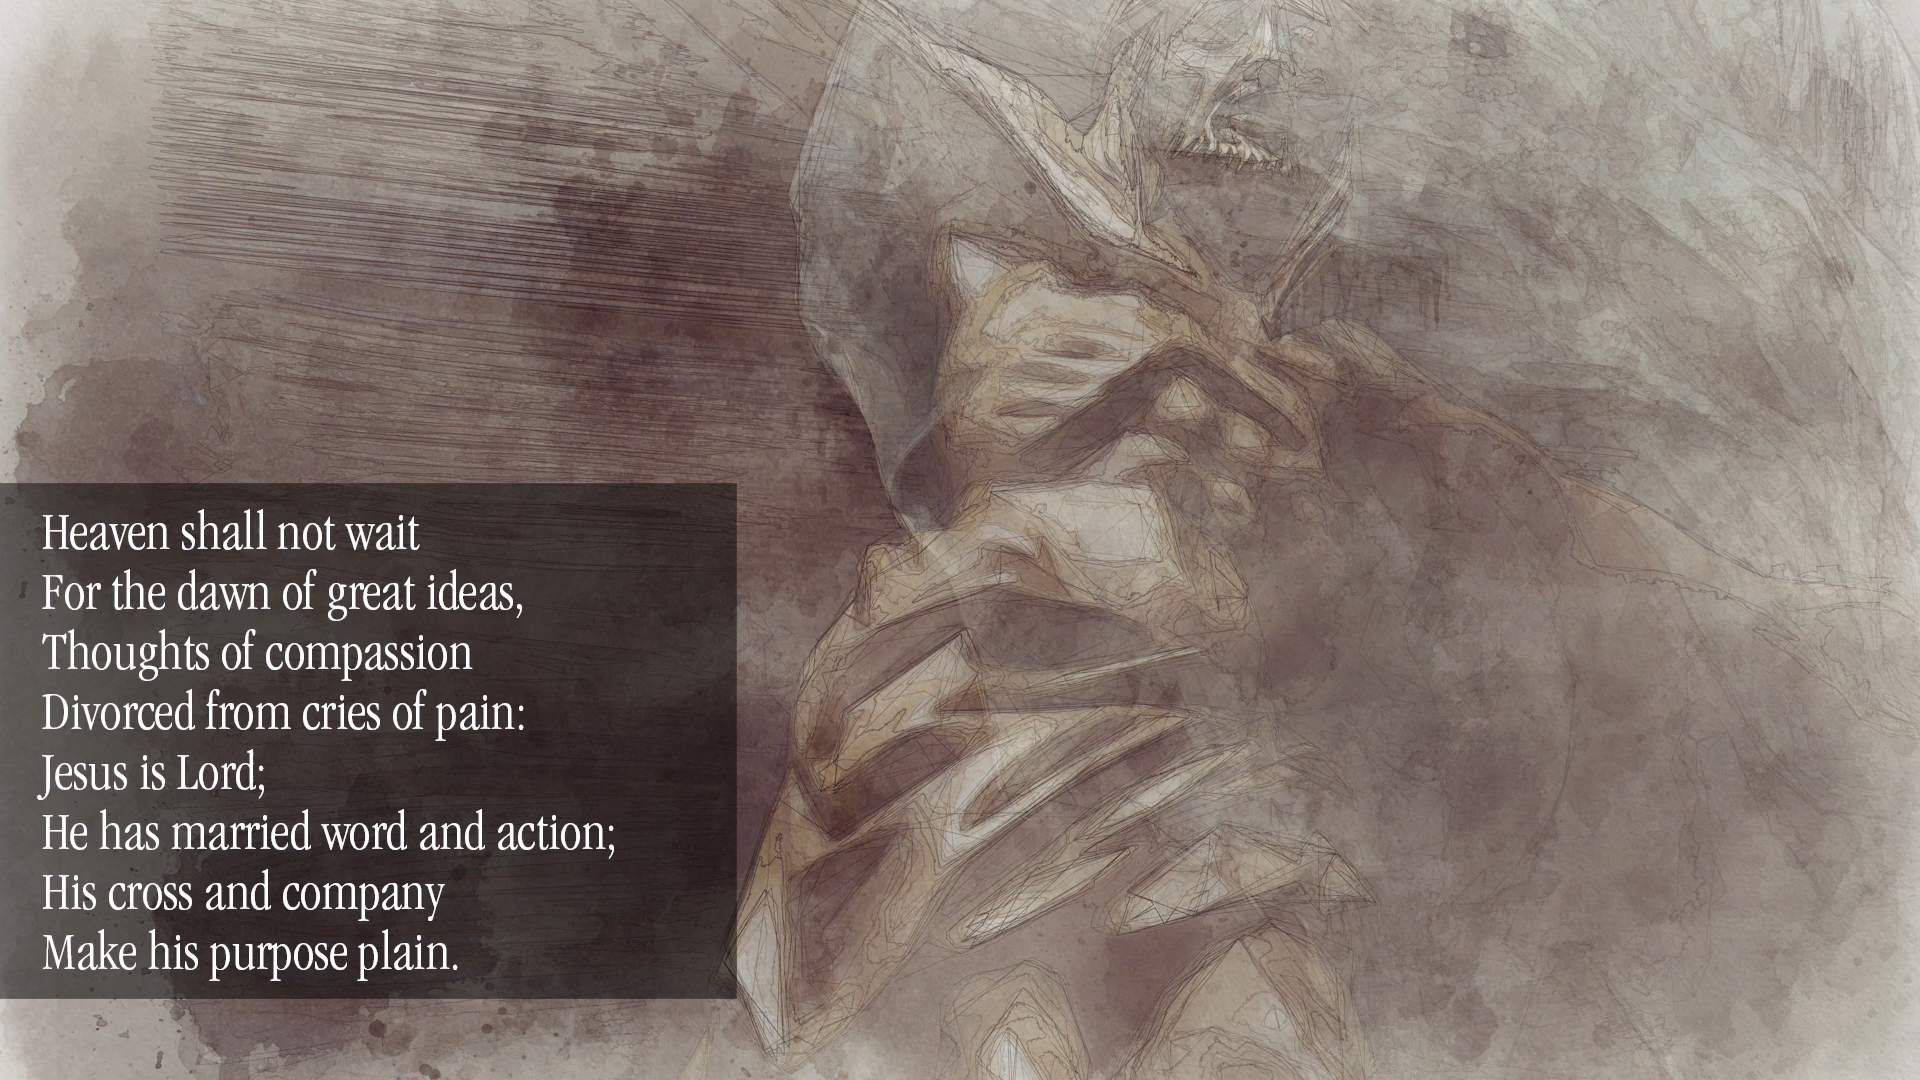 Heaven shall not wait
For the dawn of great ideas,
Thoughts of compassion
Divorced from cries of pain:
Jesus is Lord;
He has married word and action;
His cross and company
Make his purpose plain.